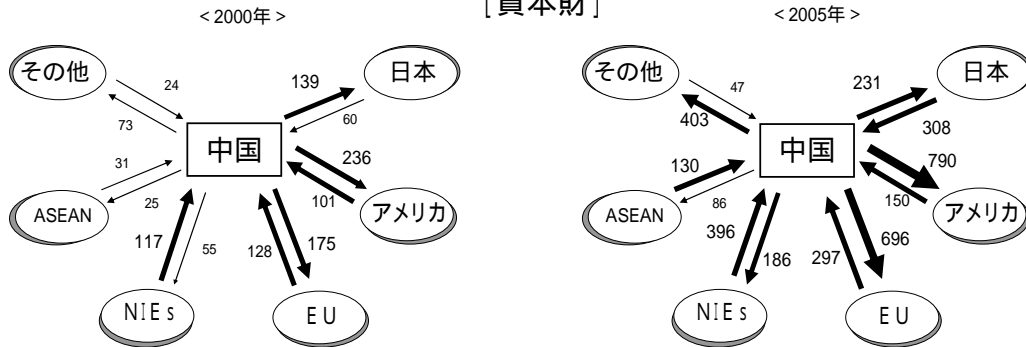 [資本財]
<2000年>
<2005年>
その他
日本
24
139
73
60
中国
31
236
25
101
ASEAN
アメリカ
117
55
128
175
NIEs
EU
その他
日本
47
231
403
308
中国
130
790
86
150
ASEAN
アメリカ
396
186
297
696
NIEs
EU